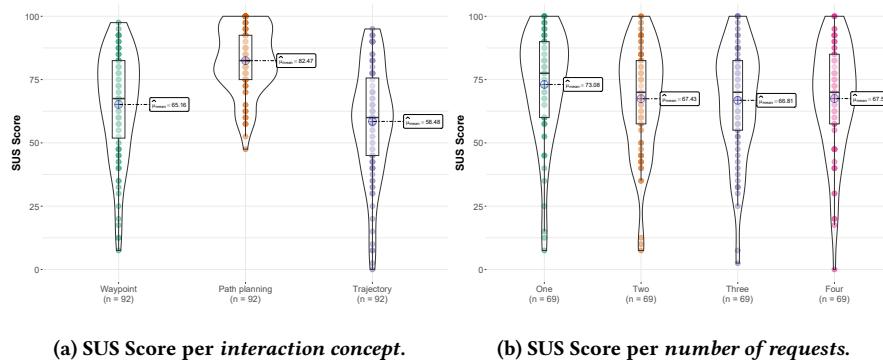 100
75
50
25
0
SUS Score
μ̂mean = 65.16
μ̂mean = 82.47
μ̂mean = 58.48
Waypoint
(n = 92)
Path planning
(n = 92)
Trajectory
(n = 92)
(a) SUS Score per interaction concept.
100
75
50
25
0
SUS Score
μ̂mean = 73.08
μ̂mean = 67.43
μ̂mean = 66.81
μ̂mean = 67.5
One
(n = 69)
Two
(n = 69)
Three
(n = 69)
Four
(n = 69)
(b) SUS Score per number of requests.